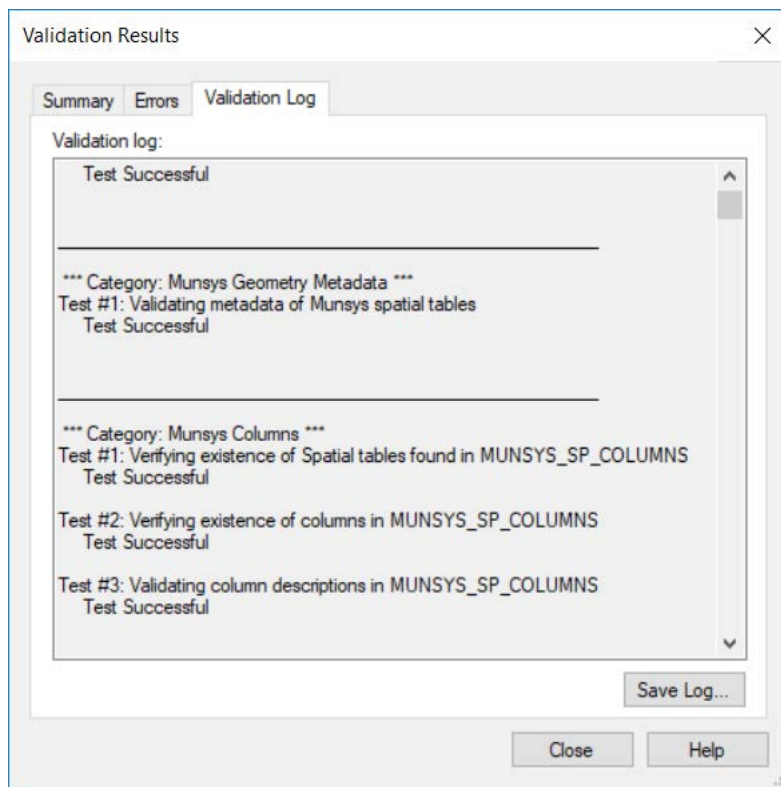 Validation Results
Summary Errors Validation Log
Validation log:
Test Successful
*** Category: Munsys Geometry Metadata ***
Test #1: Validating metadata of Munsys spatial tables
Test Successful
*** Category: Munsys Columns ***
Test #1: Verifying existence of Spatial tables found in MUNSYS_SP_COLUMNS
Test Successful
Test #2: Verifying existence of columns in MUNSYS_SP_COLUMNS
Test Successful
Test #3: Validating column descriptions in MUNSYS_SP_COLUMNS
Test Successful
Save Log...
Close Help